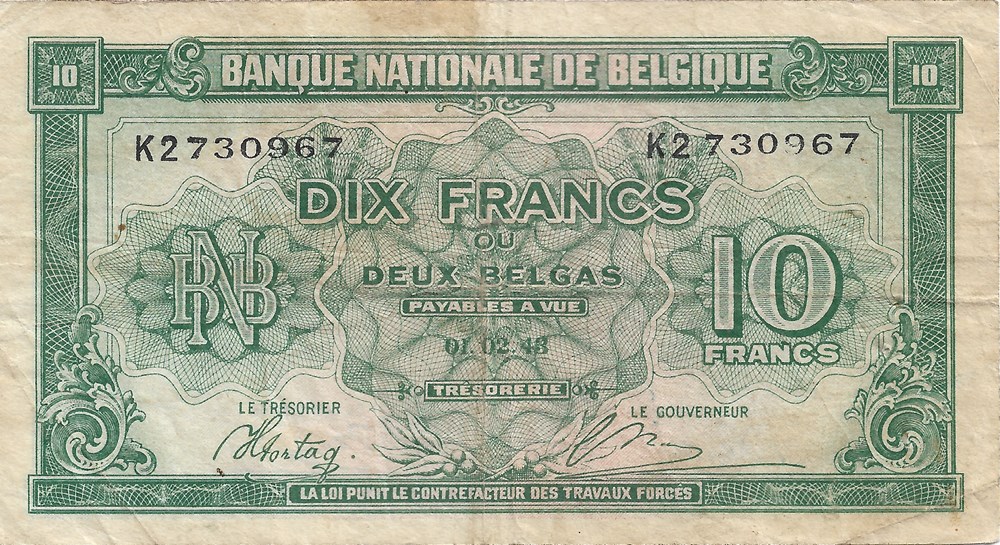 10 BANQUE NATIONALE DE BELGIQUE 10
K2730967 K2730967
DIX FRANCS
OU
DEUX BELGAS
PAYABLES A VUE
BNB
10
FRANCS
01.02.43
TRÉSORERIE
LE TRÉSORIER LE GOUVERNEUR
LA LOI PUNIT LE CONTREFACTEUR DES TRAVAUX FORCÉS